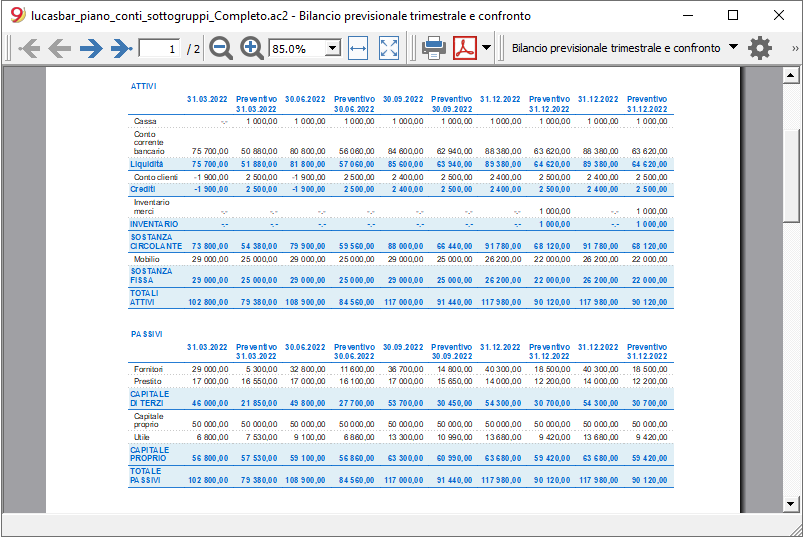 lucasbar_piano_conti_sottogruppi_Completo.ac2 - Bilancio previsionale trimestrale e confronto
1 / 2 85.0% Bilancio previsionale trimestrale e confronto »
ATTIVI
31.03.2022 Preventivo 30.06.2022 Preventivo 30.09.2022 Preventivo 31.12.2022 Preventivo 31.12.2022 Preventivo
31.03.2022 30.06.2022 30.09.2022 31.12.2022 31.12.2022
Cassa -.- 1 000,00 1 000,00 1 000,00 1 000,00 1 000,00 1 000,00 1 000,00 1 000,00 1 000,00
Conto
corrente
bancario 75 700,00 50 880,00 80 800,00 56 060,00 84 600,00 62 940,00 88 380,00 63 620,00 88 380,00 63 620,00
Liquidità 75 700,00 51 880,00 81 800,00 57 060,00 85 600,00 63 940,00 89 380,00 64 620,00 89 380,00 64 620,00
Conto clienti -1 900,00 2 500,00 -1 900,00 2 500,00 2 400,00 2 500,00 2 400,00 2 500,00 2 400,00 2 500,00
Crediti -1 900,00 2 500,00 -1 900,00 2 500,00 2 400,00 2 500,00 2 400,00 2 500,00 2 400,00 2 500,00
Inventario
merci -.- -.- -.- -.- -.- -.- -.- 1 000,00 -.- 1 000,00
INVENTARIO -.- -.- -.- -.- -.- -.- -.- 1 000,00 -.- 1 000,00
SOSTANZA
CIRCOLANTE 73 800,00 54 380,00 79 900,00 59 560,00 88 000,00 66 440,00 91 780,00 68 120,00 91 780,00 68 120,00
Mobilio 29 000,00 25 000,00 29 000,00 25 000,00 29 000,00 25 000,00 26 200,00 22 000,00 26 200,00 22 000,00
SOSTANZA
FISSA 29 000,00 25 000,00 29 000,00 25 000,00 29 000,00 25 000,00 26 200,00 22 000,00 26 200,00 22 000,00
TOTALI
ATTIVI 102 800,00 79 380,00 108 900,00 84 560,00 117 000,00 91 440,00 117 980,00 90 120,00 117 980,00 90 120,00
PASSIVI
31.03.2022 Preventivo 30.06.2022 Preventivo 30.09.2022 Preventivo 31.12.2022 Preventivo 31.12.2022 Preventivo
31.03.2022 30.06.2022 30.09.2022 31.12.2022 31.12.2022
Fornitori 29 000,00 5 300,00 32 800,00 11 600,00 36 700,00 14 800,00 40 300,00 18 500,00 40 300,00 18 500,00
Prestito 17 000,00 16 550,00 17 000,00 16 100,00 17 000,00 15 650,00 14 000,00 12 200,00 14 000,00 12 200,00
CAPITALE
DI TERZI 46 000,00 21 850,00 49 800,00 27 700,00 53 700,00 30 450,00 54 300,00 30 700,00 54 300,00 30 700,00
Capitale
proprio 50 000,00 50 000,00 50 000,00 50 000,00 50 000,00 50 000,00 50 000,00 50 000,00 50 000,00 50 000,00
Utile 6 800,00 7 530,00 9 100,00 6 860,00 13 300,00 10 990,00 13 680,00 9 420,00 13 680,00 9 420,00
CAPITALE
PROPRIO 56 800,00 57 530,00 59 100,00 56 860,00 63 300,00 60 990,00 63 680,00 59 420,00 63 680,00 59 420,00
TOTALE
PASSIVI 102 800,00 79 380,00 108 900,00 84 560,00 117 000,00 91 440,00 117 980,00 90 120,00 117 980,00 90 120,00